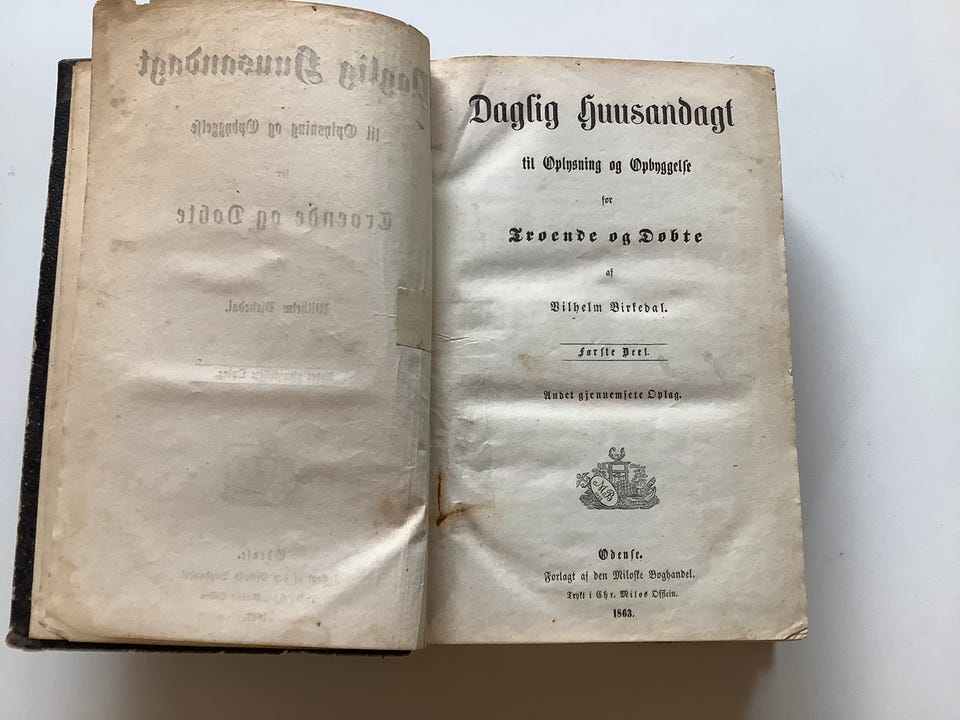 Daglig Huusandagt
til Oplysning og Opbyggelse
for
Troende og Døbte
af
Vilhelm Birkedal.
Første Deel.
Andet gjennemsete Oplag.
MB
Odense.
Forlagt af den Miloske Boghandel.
Trykt i Chr. Milos Officin.
1863.